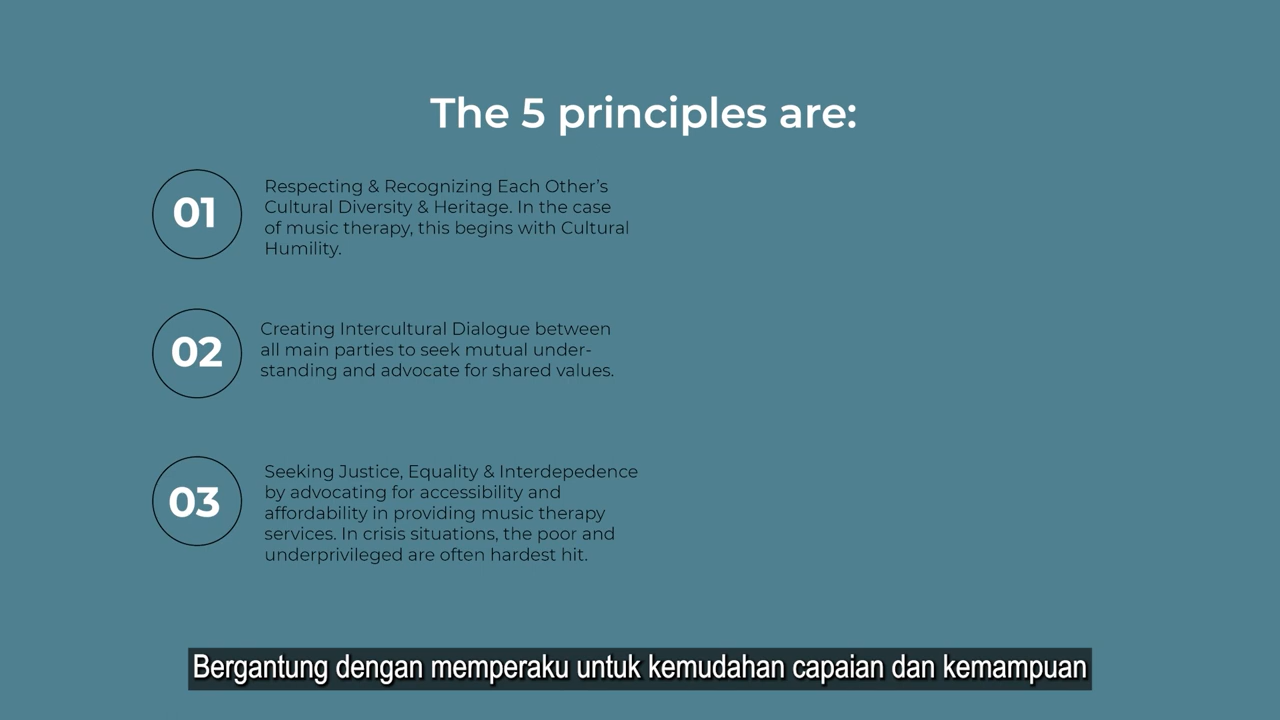 The 5 principles are:
01
Respecting & Recognizing Each Other's
Cultural Diversity & Heritage. In the case
of music therapy, this begins with Cultural
Humility.
02
Creating Intercultural Dialogue between
all main parties to seek mutual under-
standing and advocate for shared values.
03
Seeking Justice, Equality & Interdepedence
by advocating for accessibility and
affordability in providing music therapy
services. In crisis situations, the poor and
underprivileged are often hardest hit.
Bergantung dengan memperaku untuk kemudahan capaian dan kemampuan